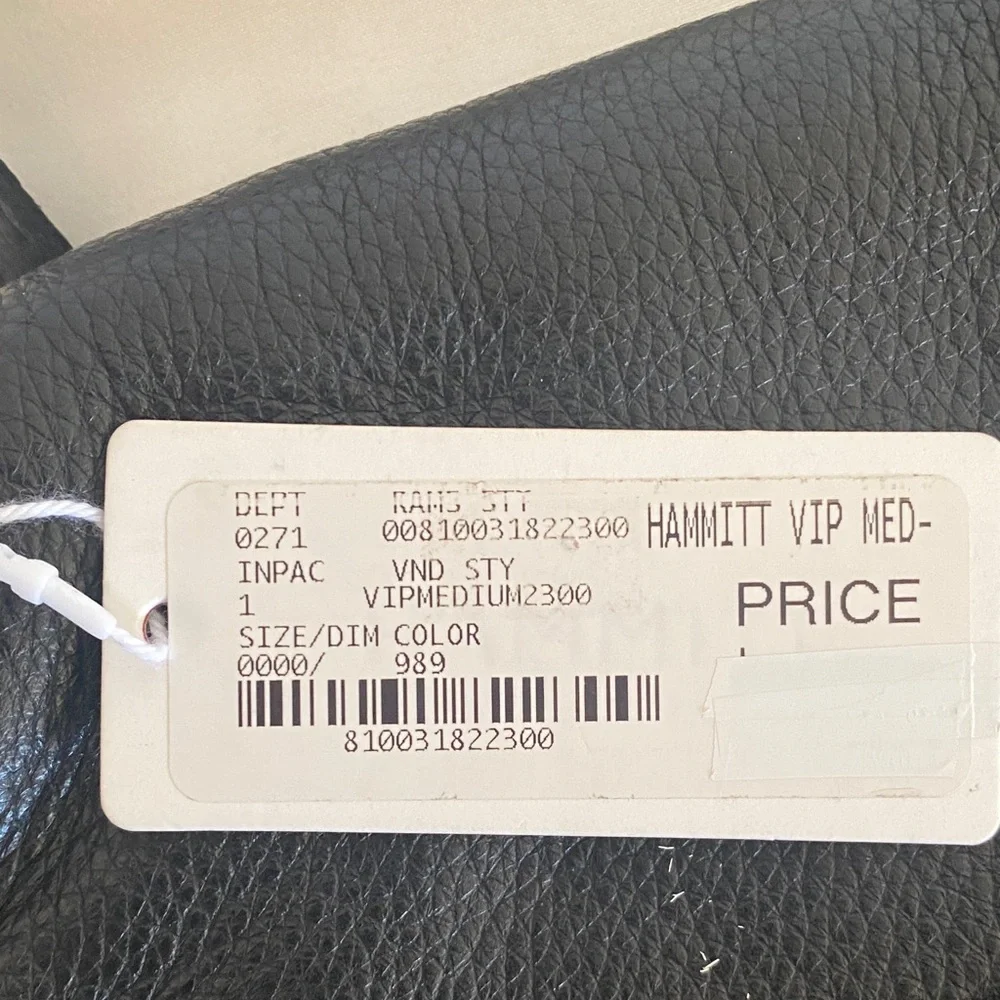 DEPT RAMS STY
0271 00810031822300 HAMMITT VIP MED-
INPAC VND STY
1 VIPMEDIUM2300 PRICE
SIZE/DIM COLOR
0000/ 989
810031822300